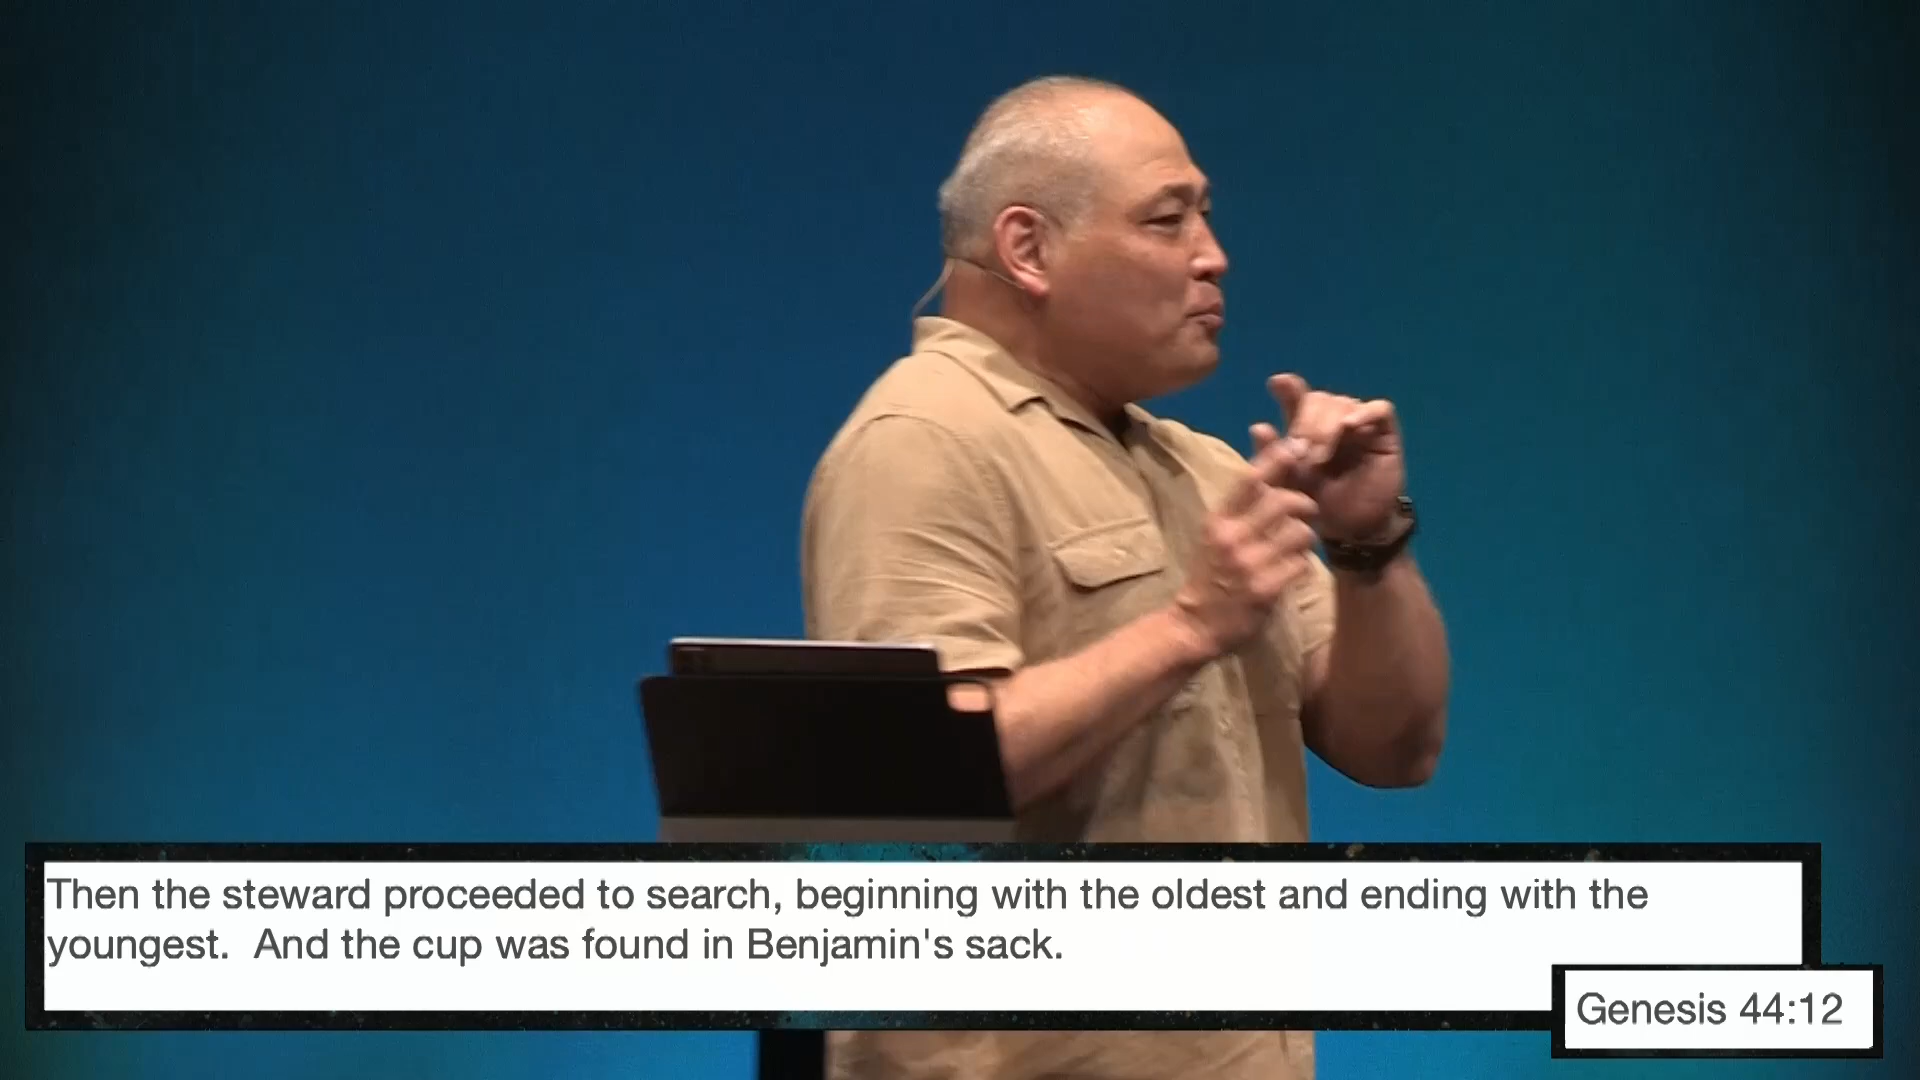 Then the steward proceeded to search, beginning with the oldest and ending with the
youngest.  And the cup was found in Benjamin's sack.
Genesis 44:12